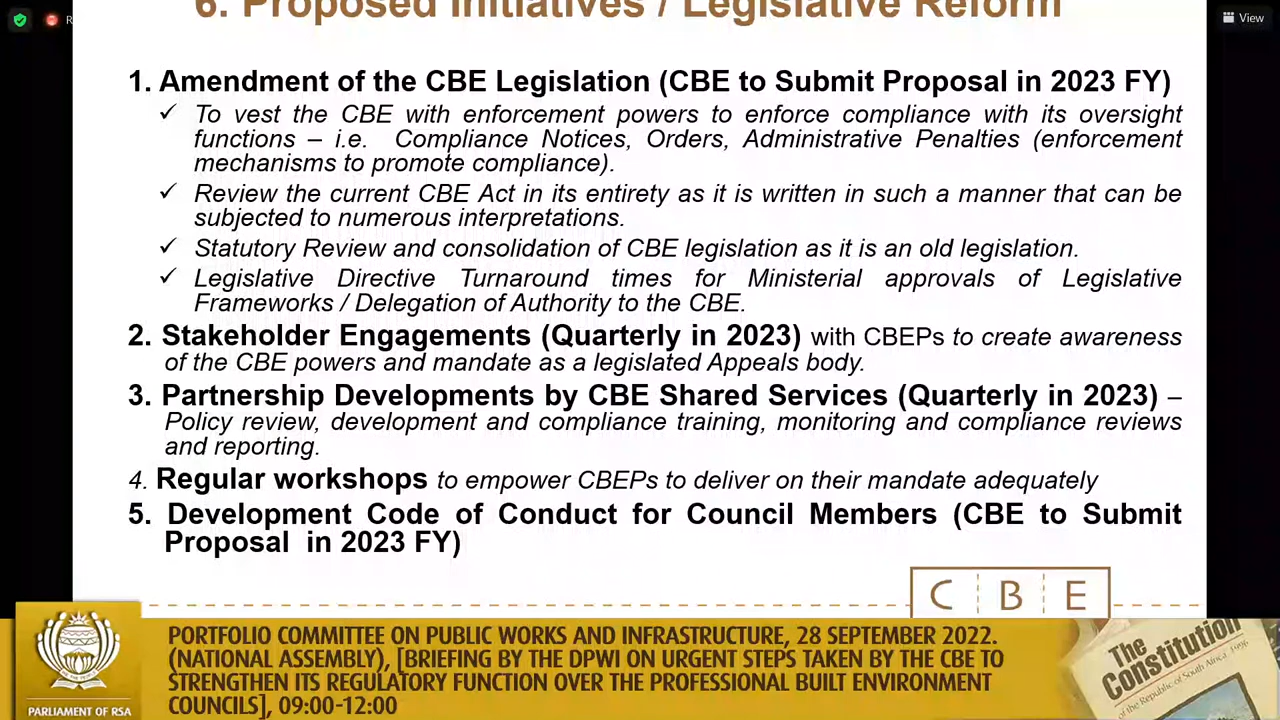 6. Proposed Initiatives / Legislative Reform
R
View
1. Amendment of the CBE Legislation (CBE to Submit Proposal in 2023 FY)
✓ To vest the CBE with enforcement powers to enforce compliance with its oversight
functions – i.e. Compliance Notices, Orders, Administrative Penalties (enforcement
mechanisms to promote compliance).
✓ Review the current CBE Act in its entirety as it is written in such a manner that can be
subjected to numerous interpretations.
✓ Statutory Review and consolidation of CBE legislation as it is an old legislation.
✓ Legislative Directive Turnaround times for Ministerial approvals of Legislative
Frameworks / Delegation of Authority to the CBE.
2. Stakeholder Engagements (Quarterly in 2023) with CBEPs to create awareness
of the CBE powers and mandate as a legislated Appeals body.
3. Partnership Developments by CBE Shared Services (Quarterly in 2023) –
Policy review, development and compliance training, monitoring and compliance reviews
and reporting.
4. Regular workshops to empower CBEPs to deliver on their mandate adequately
5. Development Code of Conduct for Council Members (CBE to Submit
Proposal in 2023 FY)
C B E
PORTFOLIO COMMITTEE ON PUBLIC WORKS AND INFRASTRUCTURE, 28 SEPTEMBER 2022.
(NATIONAL ASSEMBLY), [BRIEFING BY THE DPWI ON URGENT STEPS TAKEN BY THE CBE TO
STRENGTHEN ITS REGULATORY FUNCTION OVER THE PROFESSIONAL BUILT ENVIRONMENT
COUNCILS], 09:00-12:00
PARLIAMENT OF RSA
The
Constitution
of the Republic of South Africa, 1996